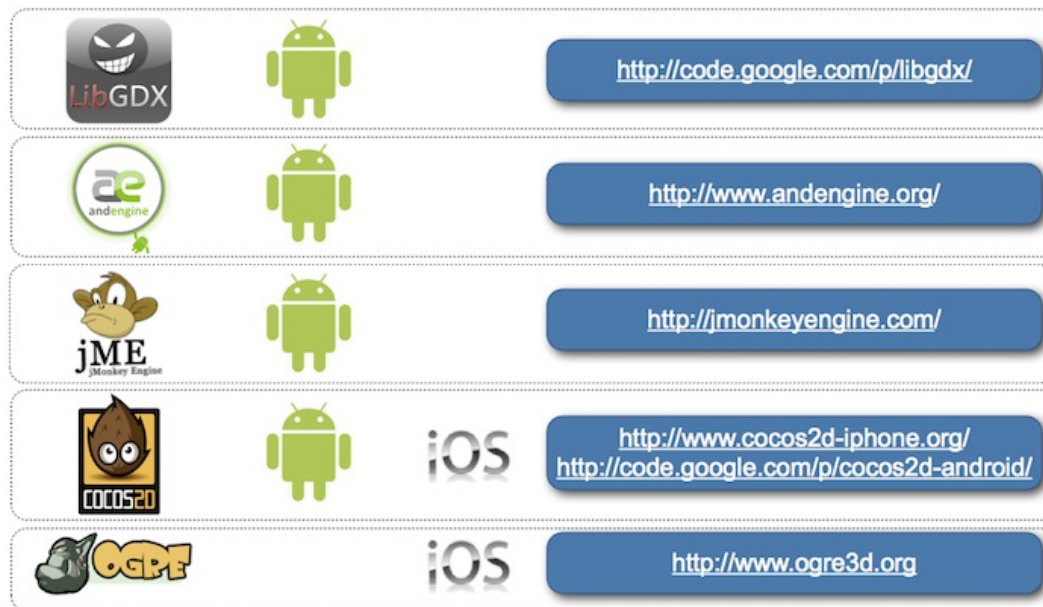 LibGDX
http://code.google.com/p/libgdx/
ae
andengine
http://www.andengine.org/
jME
jMonkey Engine
http://jmonkeyengine.com/
COCOS2D
iOS
http://www.cocos2d-iphone.org/
http://code.google.com/p/cocos2d-android/
OGRE
iOS
http://www.ogre3d.org